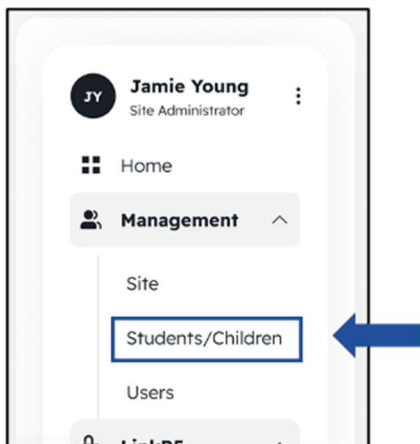 JY
Jamie Young
Site Administrator
Home
Management
Site
Students/Children
Users